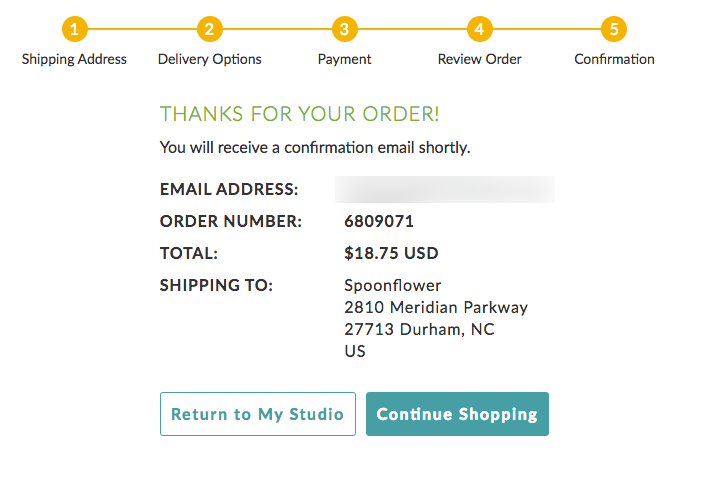 1 2 3 4 5
Shipping Address Delivery Options Payment Review Order Confirmation
THANKS FOR YOUR ORDER!
You will receive a confirmation email shortly.
EMAIL ADDRESS:
ORDER NUMBER: 6809071
TOTAL: $18.75 USD
SHIPPING TO: Spoonflower
2810 Meridian Parkway
27713 Durham, NC
US
Return to My Studio Continue Shopping